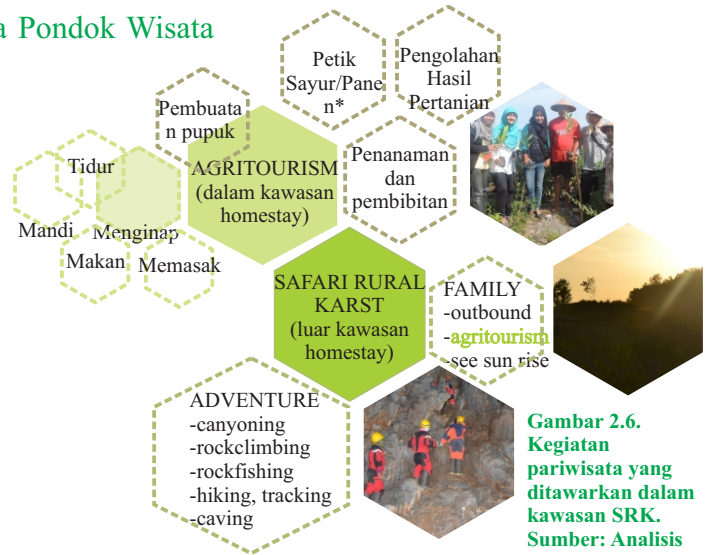 a Pondok Wisata
Petik
Sayur/Pane
n*
Pengolahan
Hasil
Pertanian
Pembuata
n pupuk
AGRITOURISM
(dalam kawasan
homestay)
Penanaman
dan
pembibitan
Tidur
Mandi
Menginap
Makan
Memasak
SAFARI RURAL
KARST
(luar kawasan
homestay)
FAMILY
-outbound
-agritourism
-see sun rise
ADVENTURE
-canyoning
-rockclimbing
-rockfishing
-hiking, tracking
-caving
Gambar 2.6.
Kegiatan
pariwisata yang
ditawarkan dalam
kawasan SRK.
Sumber: Analisis